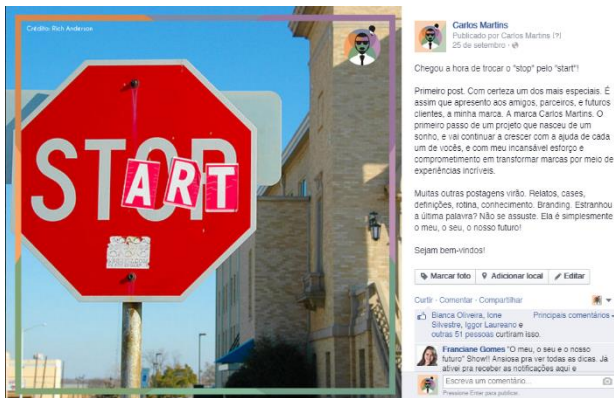 Crédito: Rich Anderson
STOP
ART
Carlos Martins
Publicado por Carlos Martins [?]
25 de setembro ·
Chegou a hora de trocar o "stop" pelo "start"!
Primeiro post. Com certeza um dos mais especiais. É
assim que apresento aos amigos, parceiros, e futuros
clientes, a minha marca. A marca Carlos Martins. O
primeiro passo de um projeto que nasceu de um
sonho, e vai continuar a crescer com a ajuda de cada
um de vocês, e com meu incansável esforço e
comprometimento em transformar marcas por meio de
experiências incríveis.
Muitas outras postagens virão. Relatos, cases,
definições, rotina, conhecimento. Branding. Estranhou
a última palavra? Não se assuste. Ela é simplesmente
o meu, o seu, o nosso futuro!
Sejam bem-vindos!
Marcar foto Adicionar local Editar
Curtir · Comentar · Compartilhar
Bianca Oliveira, Ione Principais comentários
Silvestre, Iggor Laureano e
outras 51 pessoas curtiram isso.
Franciane Gomes "O meu, o seu e o nosso
futuro" Show!! Ansiosa pra ver todas as dicas. Já
ativei pra receber as notificações aqui e
Escreva um comentário...
Pressione Enter para publicar.